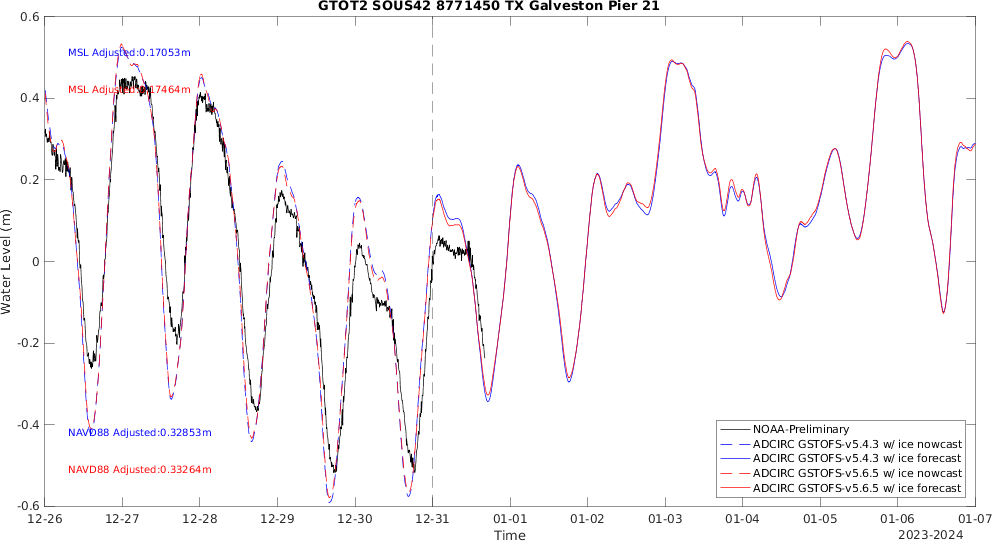 GTOT2 SOUS42 8771450 TX Galveston Pier 21
0.6
0.4
0.2
0
-0.2
-0.4
-0.6
Water Level (m)
MSL Adjusted:0.17053m
MSL Adjusted:0.17464m
NAVD88 Adjusted:0.32853m
NAVD88 Adjusted:0.33264m
NOAA-Preliminary
ADCIRC GSTOFS-v5.4.3 w/ ice nowcast
ADCIRC GSTOFS-v5.4.3 w/ ice forecast
ADCIRC GSTOFS-v5.6.5 w/ ice nowcast
ADCIRC GSTOFS-v5.6.5 w/ ice forecast
12-26 12-27 12-28 12-29 12-30 12-31 01-01 01-02 01-03 01-04 01-05 01-06 01-07
Time
2023-2024